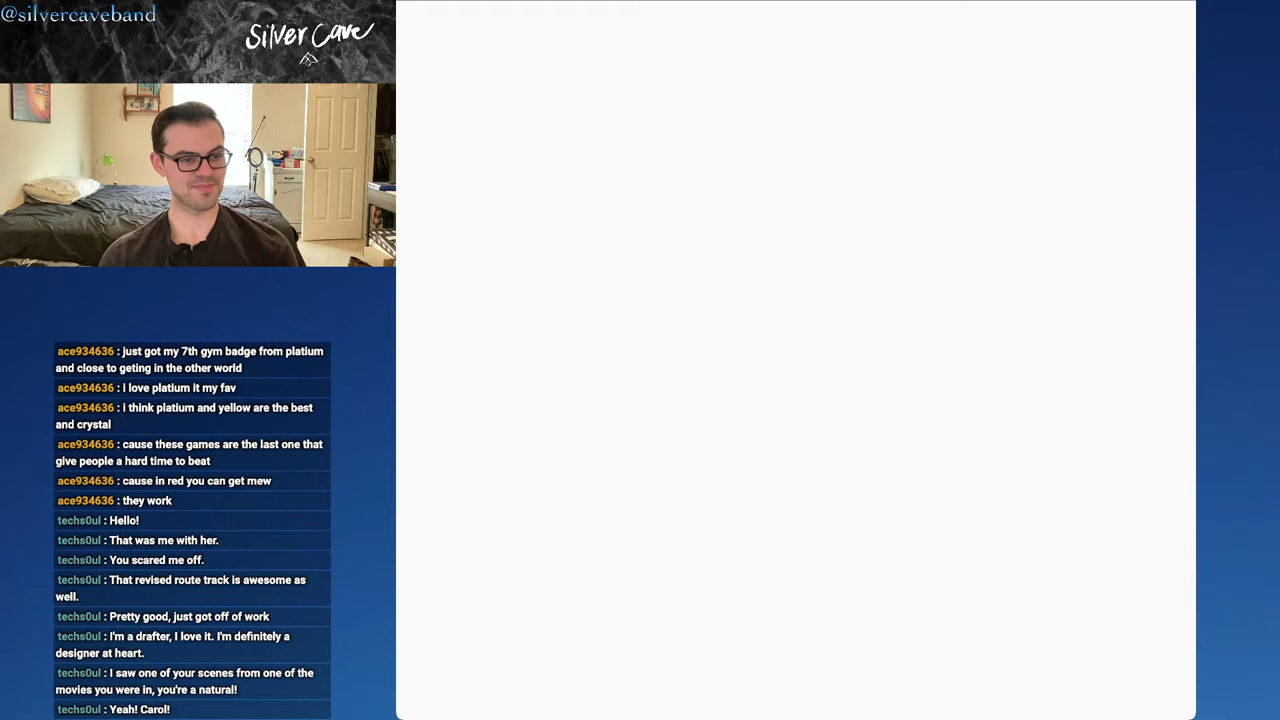 @silvercaveband
Silver Cave
ace934636 : just got my 7th gym badge from platium
and close to geting in the other world
ace934636 : i love platium it my fav
ace934636 : i think platium and yellow are the best
and crystal
ace934636 : cause these games are the last one that
give people a hard time to beat
ace934636 : cause in red you can get mew
ace934636 : they work
techs0ul : Hello!
techs0ul : That was me with her.
techs0ul : You scared me off.
techs0ul : That revised route track is awesome as
well.
techs0ul : Pretty good, just got off of work
techs0ul : I'm a drafter, I love it. I'm definitely a
designer at heart.
techs0ul : I saw one of your scenes from one of the
movies you were in, you're a natural!
techs0ul : Yeah! Carol!